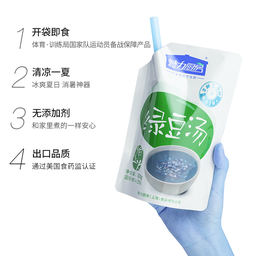 1 开袋即食
体育·训练局国家队运动员备战保障产品
2 清凉一夏
冰爽夏日 消暑神器
3 无添加剂
和家里煮的一样安心
4 出口品质
通过美国食药监认证
绿豆汤